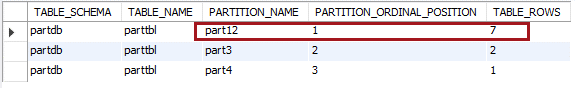 TABLE_SCHEMA TABLE_NAME PARTITION_NAME PARTITION_ORDINAL_POSITION TABLE_ROWS
partdb parttbl part12 1 7
partdb parttbl part3 2 2
partdb parttbl part4 3 1